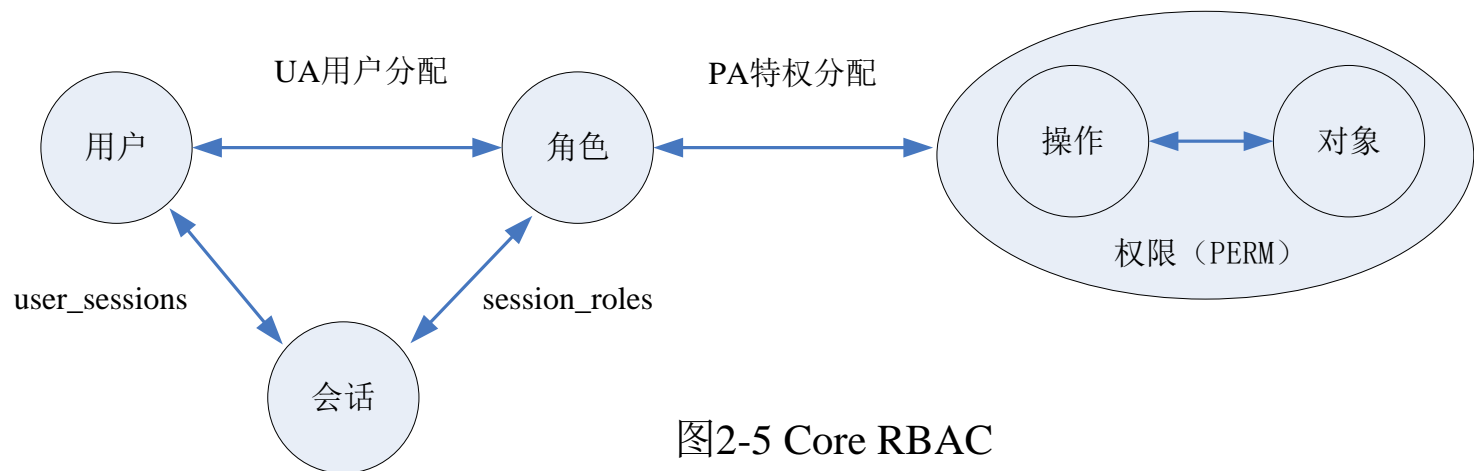 UA用户分配
PA特权分配
用户
角色
操作
对象
权限（PERM）
user_sessions
session_roles
会话
图2-5 Core RBAC